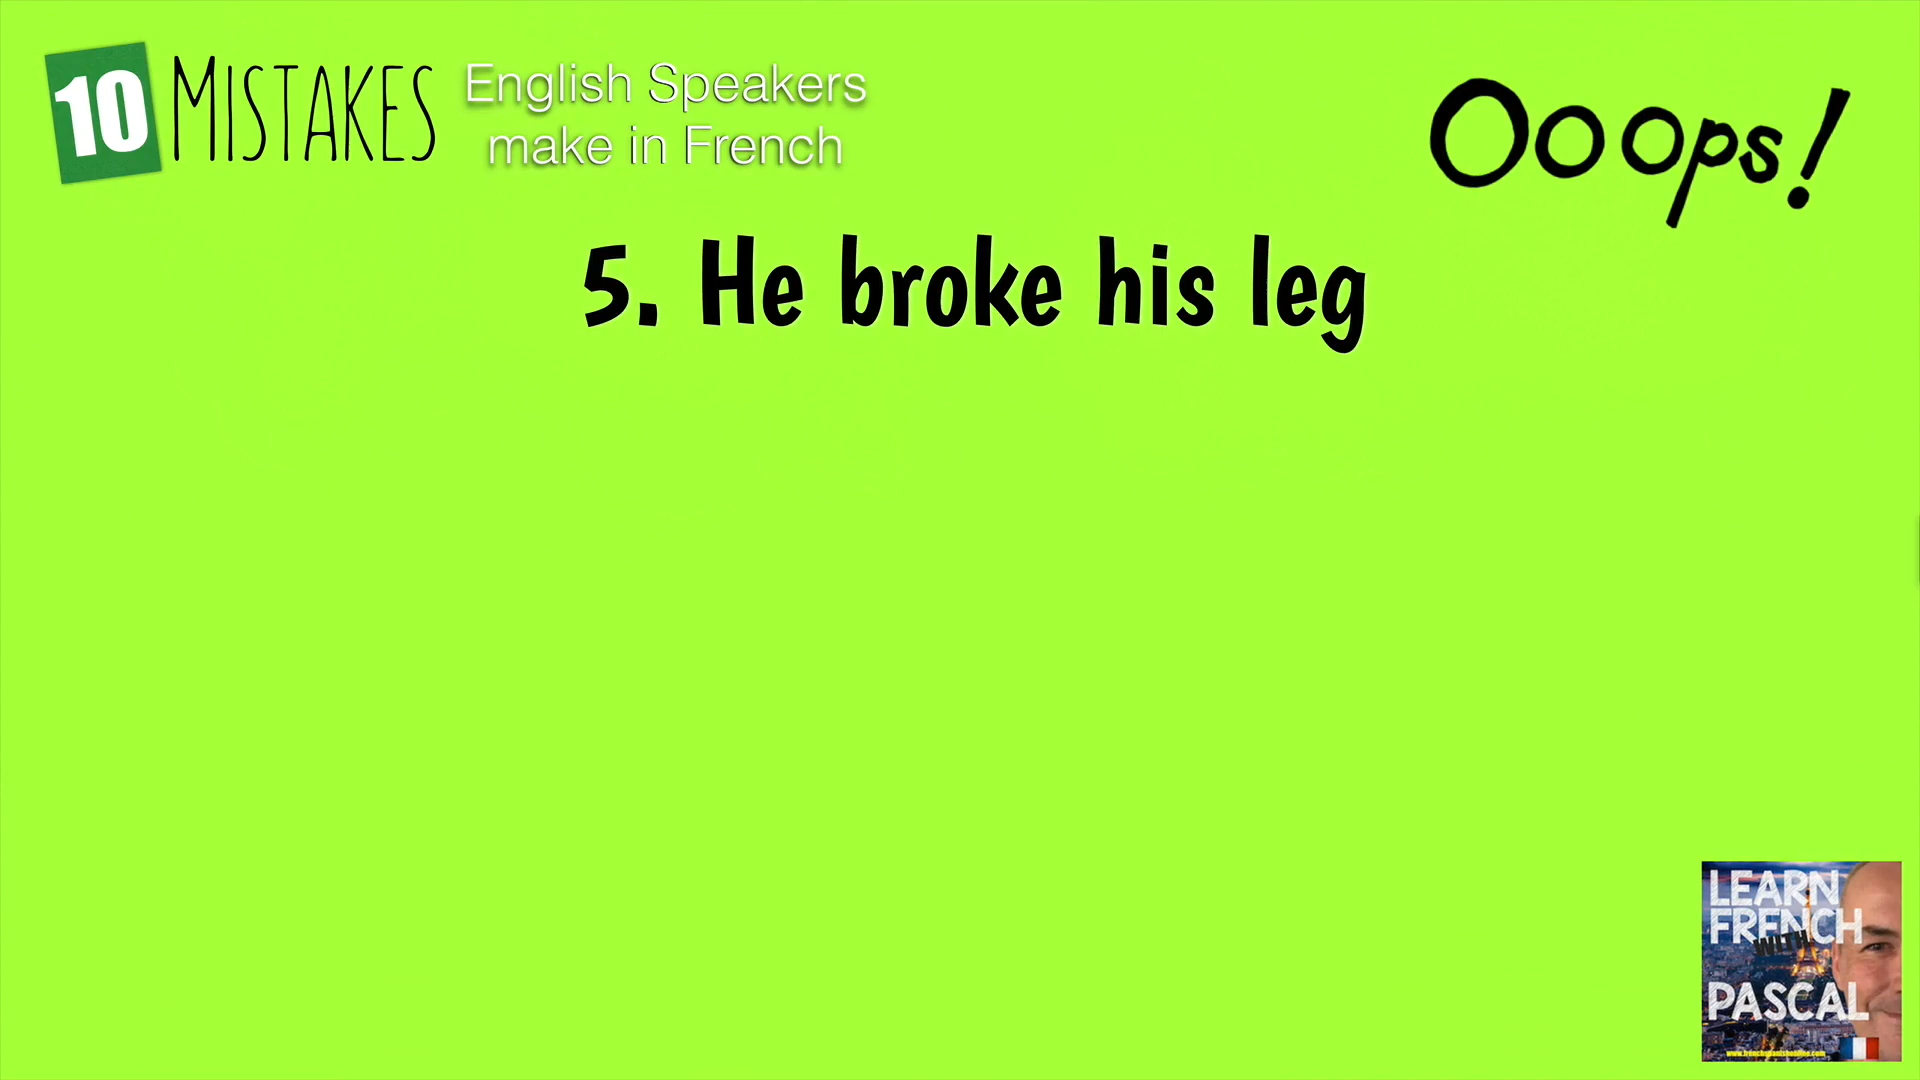 10 MISTAKES
English Speakers
make in French
Ooops!
5. He broke his leg
LEARN
FRENCH
WITH
PASCAL